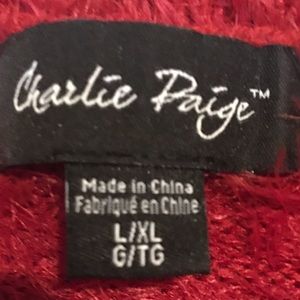 Charlie Paige™
Made in China
Fabriqué en Chine
L/XL
G/TG